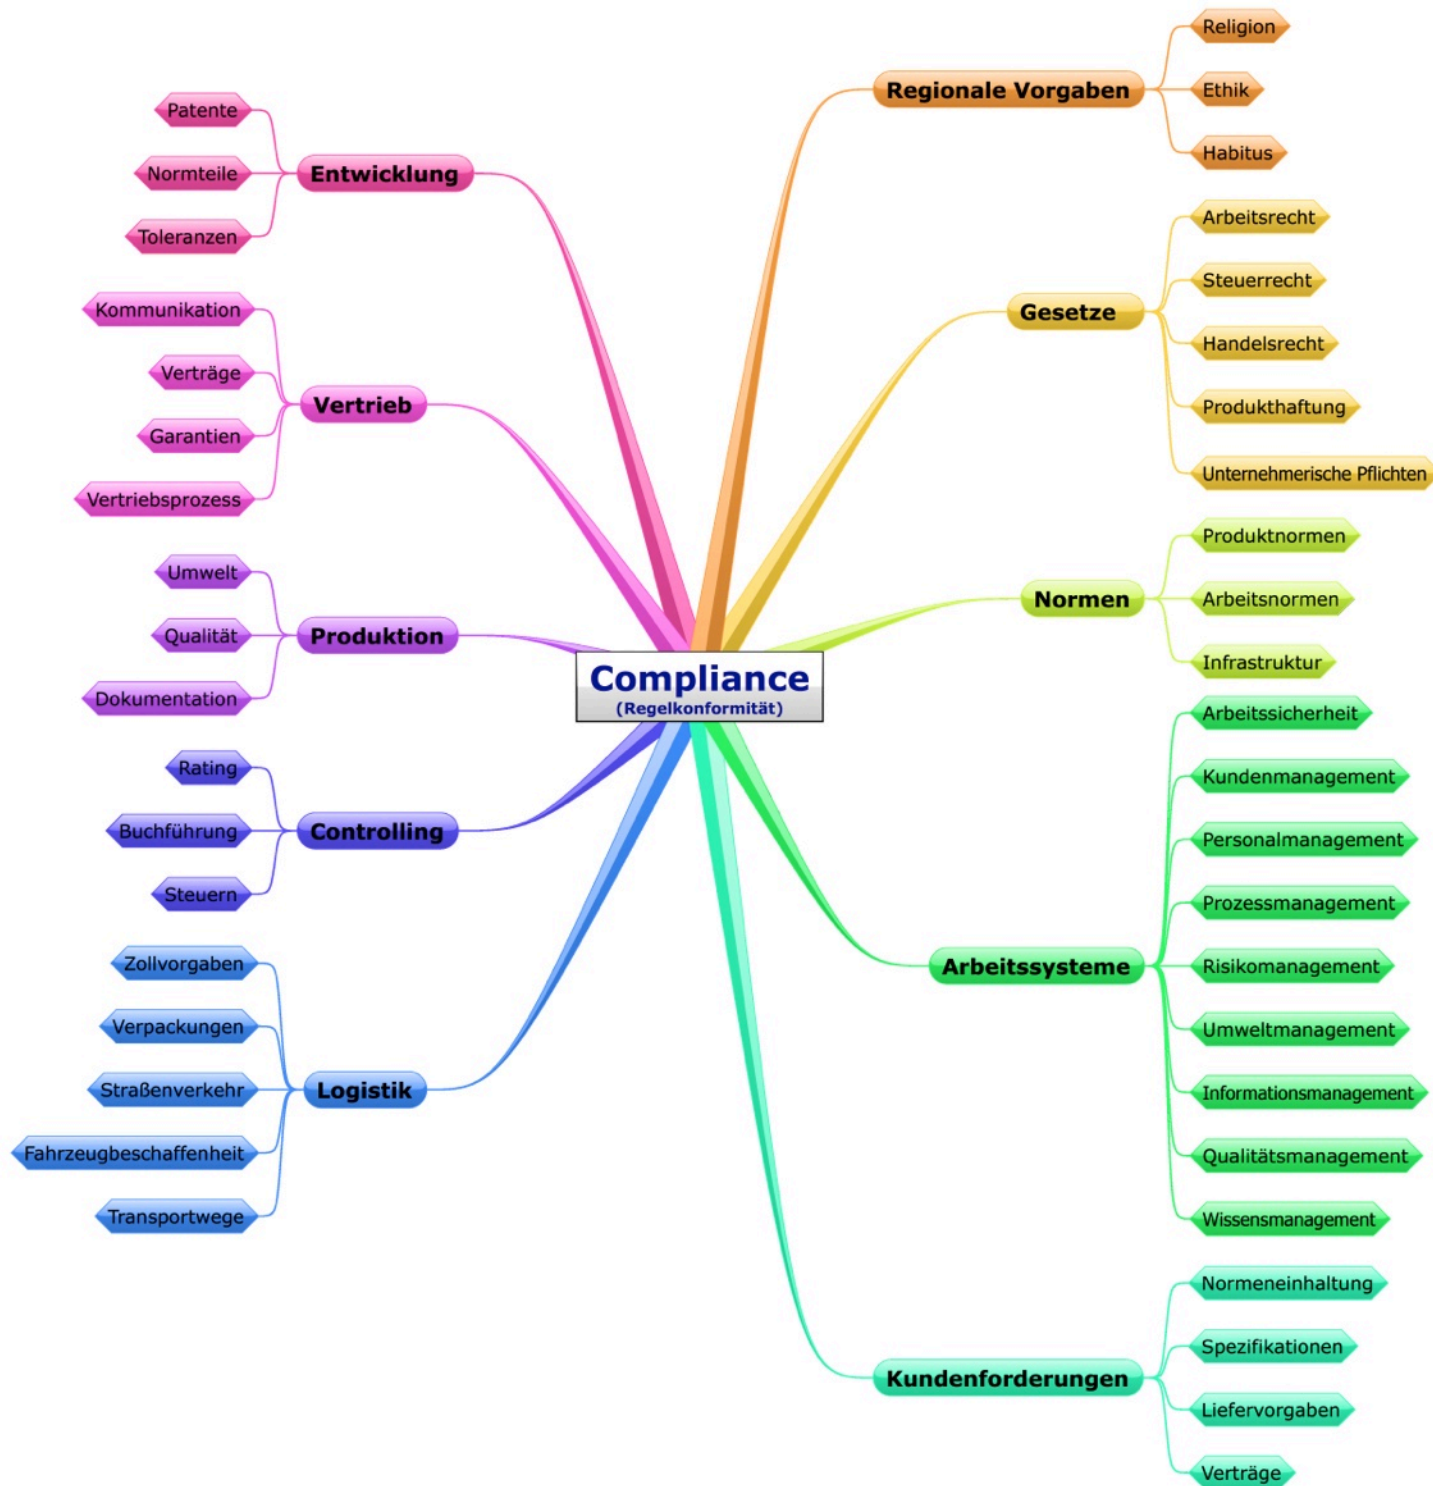 Compliance
(Regelkonformität)
Regionale Vorgaben
Religion
Ethik
Habitus
Gesetze
Arbeitsrecht
Steuerrecht
Handelsrecht
Produkthaftung
Unternehmerische Pflichten
Normen
Produktnormen
Arbeitsnormen
Infrastruktur
Arbeitssysteme
Arbeitssicherheit
Kundenmanagement
Personalmanagement
Prozessmanagement
Risikomanagement
Umweltmanagement
Informationsmanagement
Qualitätsmanagement
Wissensmanagement
Kundenforderungen
Normeneinhaltung
Spezifikationen
Liefervorgaben
Verträge
Entwicklung
Patente
Normteile
Toleranzen
Vertrieb
Kommunikation
Verträge
Garantien
Vertriebsprozess
Produktion
Umwelt
Qualität
Dokumentation
Controlling
Rating
Buchführung
Steuern
Logistik
Zollvorgaben
Verpackungen
Straßenverkehr
Fahrzeugbeschaffenheit
Transportwege